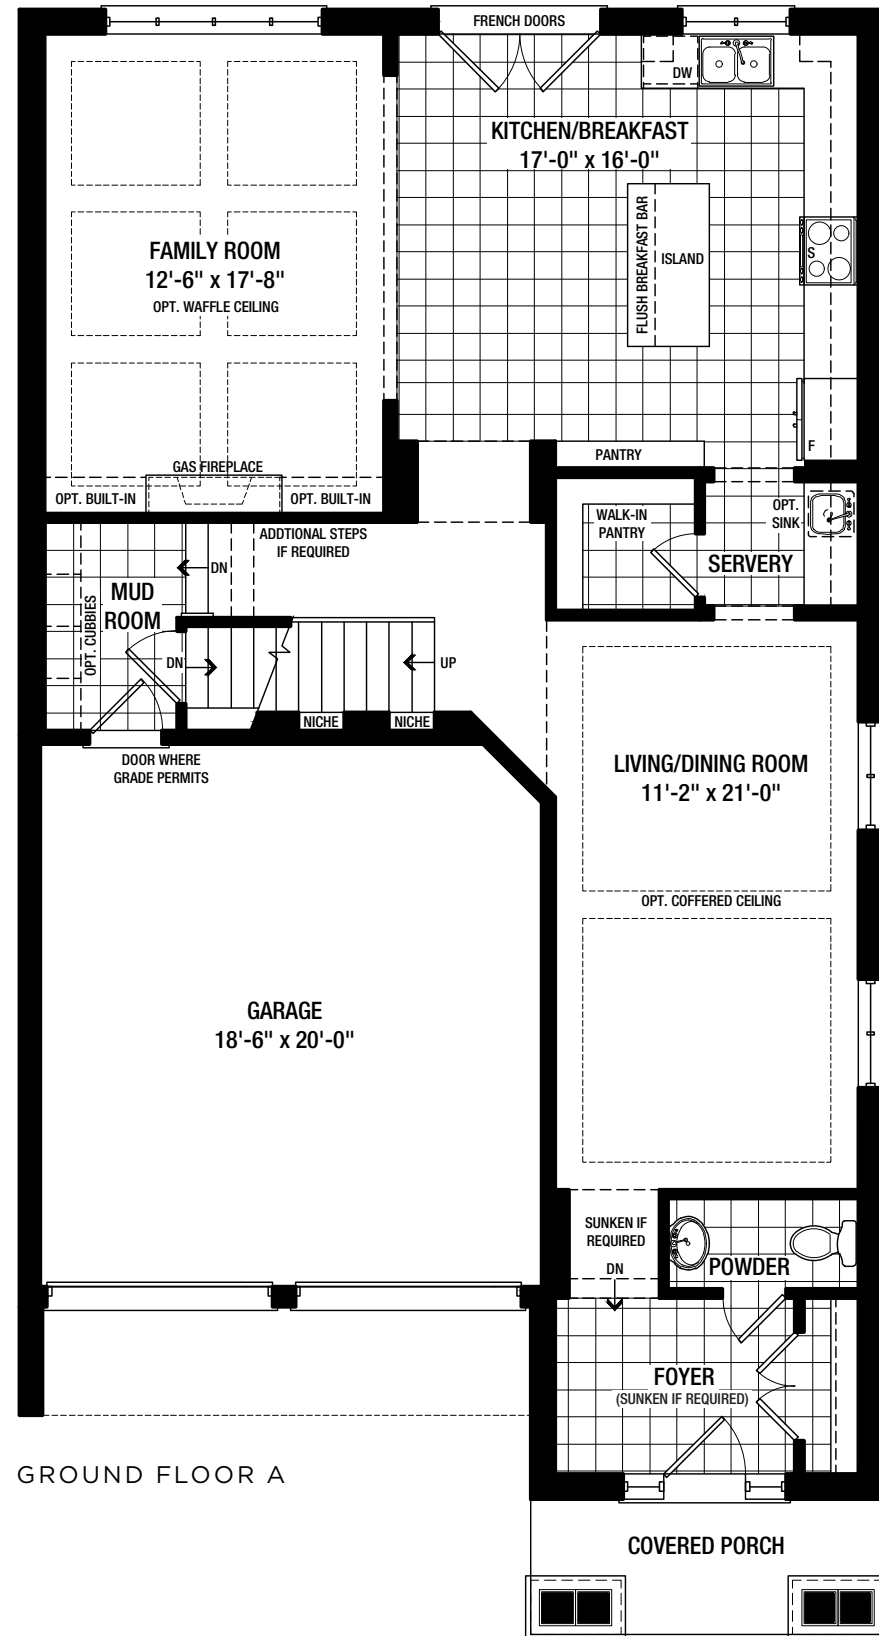 FRENCH DOORS
DW
KITCHEN/BREAKFAST
17'-0" x 16'-0"
FAMILY ROOM
12'-6" x 17'-8"
OPT. WAFFLE CEILING
FLUSH BREAKFAST BAR
ISLAND
S
F
PANTRY
GAS FIREPLACE
OPT. BUILT-IN
OPT. BUILT-IN
WALK-IN
PANTRY
OPT.
SINK
SERVERY
ADDTIONAL STEPS
IF REQUIRED
DN
MUD
ROOM
OPT. CUBBIES
DN
UP
NICHE
NICHE
DOOR WHERE
GRADE PERMITS
LIVING/DINING ROOM
11'-2" x 21'-0"
OPT. COFFERED CEILING
GARAGE
18'-6" x 20'-0"
SUNKEN IF
REQUIRED
DN
POWDER
FOYER
(SUNKEN IF REQUIRED)
GROUND FLOOR A
COVERED PORCH